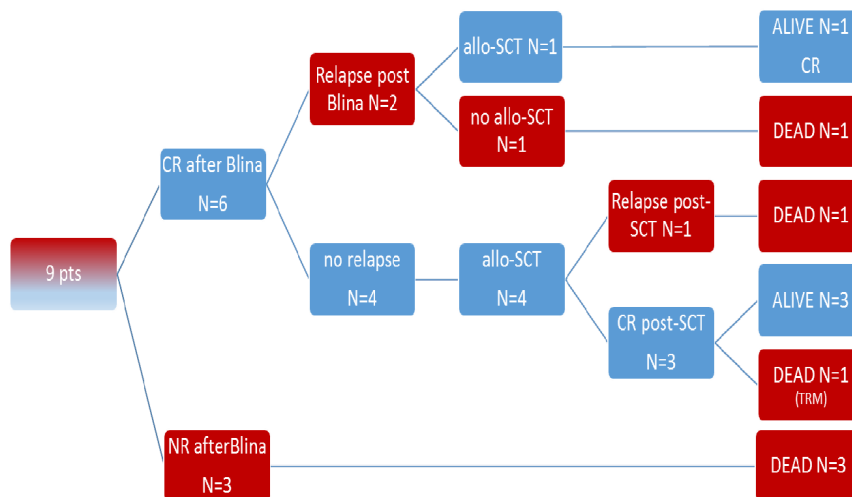 allo-SCT N=1
ALIVE N=1
CR
Relapse post
Blina N=2
no allo-SCT
N=1
DEAD N=1
CR after Blina
N=6
Relapse post-
SCT N=1
DEAD N=1
9 pts
no relapse
N=4
allo-SCT
N=4
ALIVE N=3
CR post-SCT
N=3
DEAD N=1
(TRM)
NR afterBlina
N=3
DEAD N=3